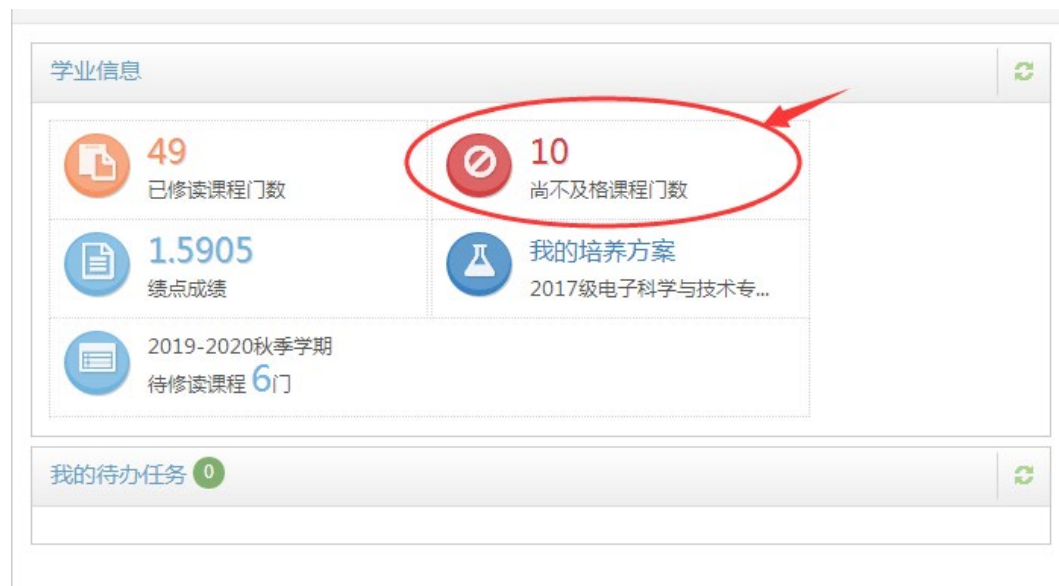 学业信息
49
已修读课程门数
10
尚不及格课程门数
1.5905
绩点成绩
我的培养方案
2017级电子科学与技术专...
2019-2020秋季学期
待修读课程 6门
我的待办任务 0